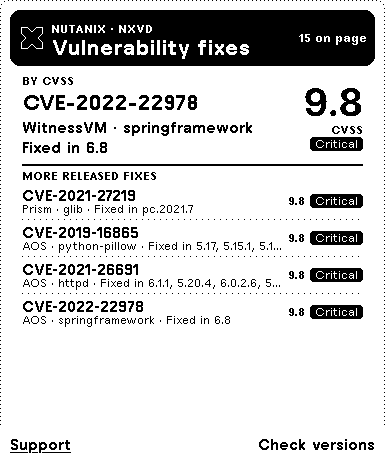 NUTANIX · NXVD
Vulnerability fixes
15 on page
BY CVSS
CVE-2022-22978
9.8
WitnessVM · springframework
CVSS
Fixed in 6.8
Critical
MORE RELEASED FIXES
CVE-2021-27219
Prism · glib · Fixed in pc.2021.7
9.8 Critical
CVE-2019-16865
AOS · python-pillow · Fixed in 5.17, 5.15.1, 5.1...
9.8 Critical
CVE-2021-26691
AOS · httpd · Fixed in 6.1.1, 5.20.4, 6.0.2.6, 5...
9.8 Critical
CVE-2022-22978
AOS · springframework · Fixed in 6.8
9.8 Critical
Support
Check versions